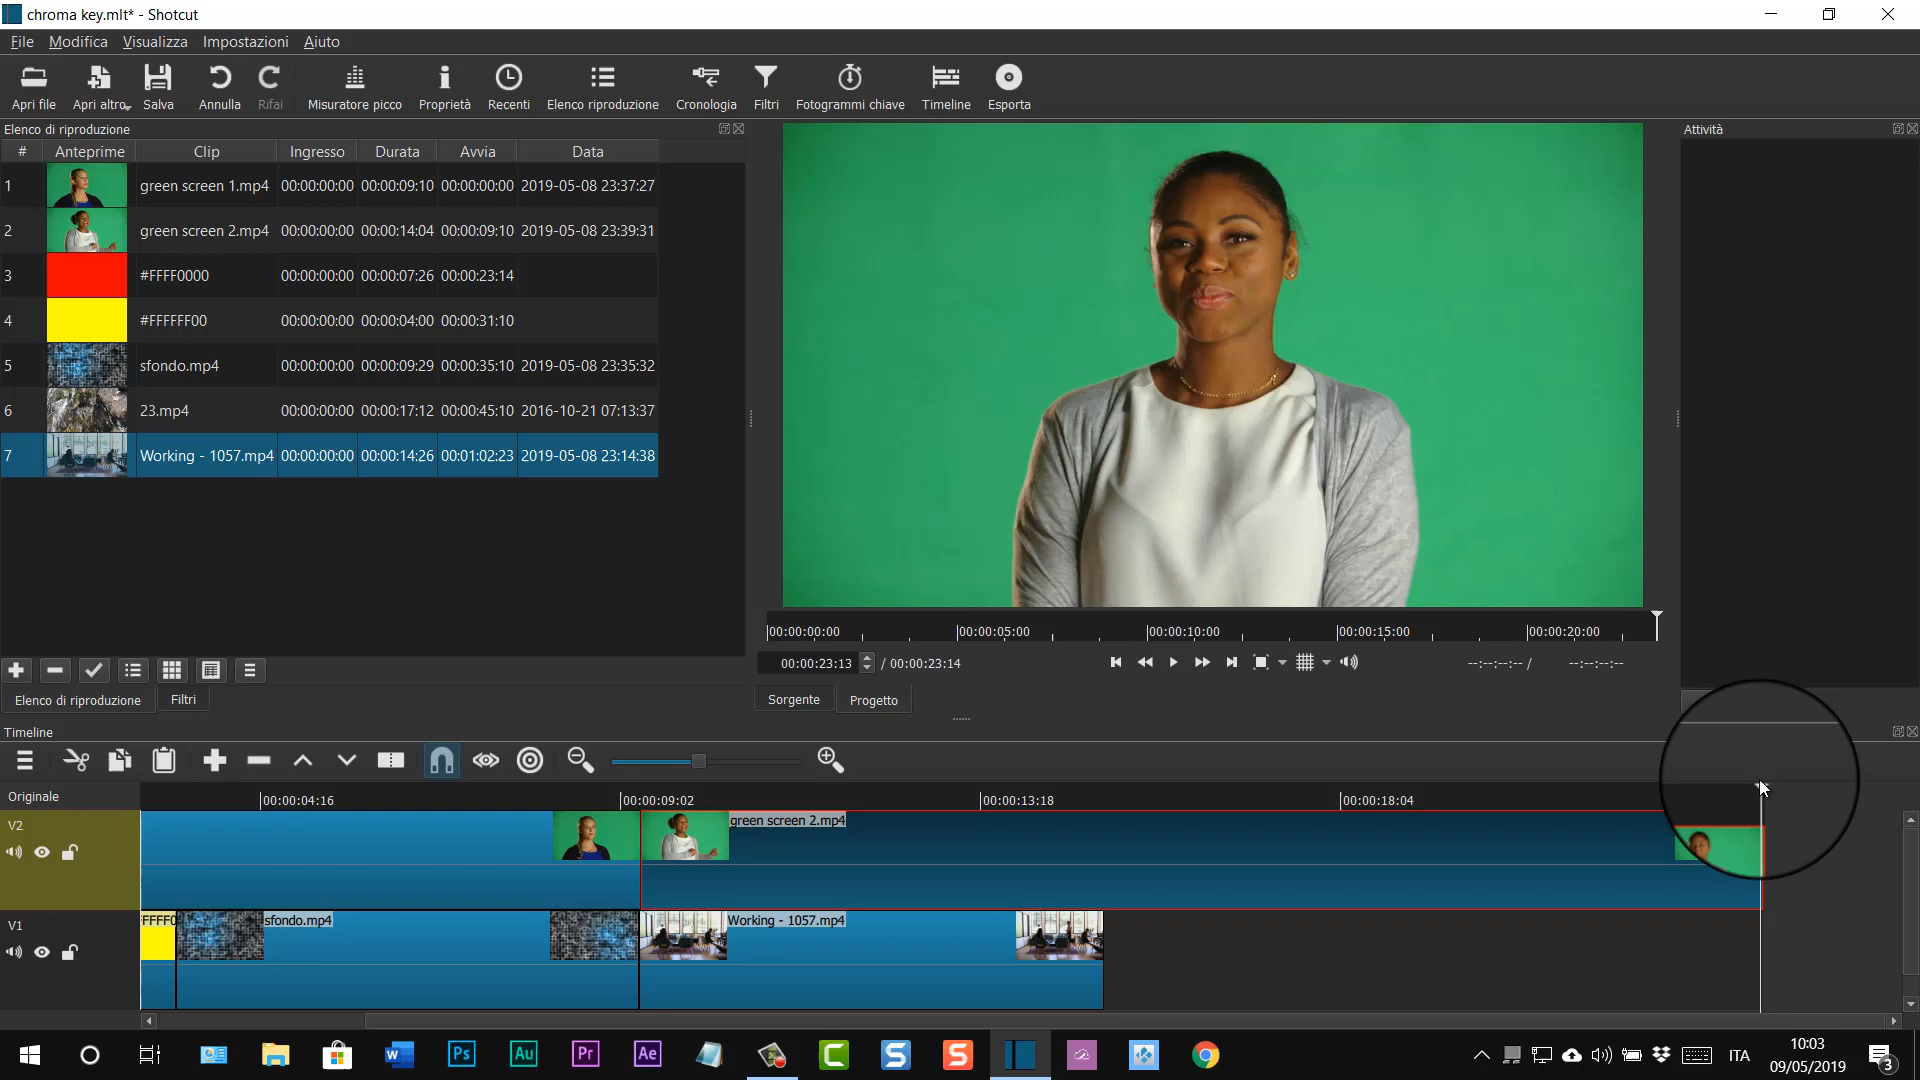 chroma key.mlt* - Shotcut
File Modifica Visualizza Impostazioni Aiuto
Apri file Apri altro Salva Annulla Rifai Misuratore picco Proprietà Recenti Elenco riproduzione Cronologia Filtri Fotogrammi chiave Timeline Esporta
Elenco di riproduzione
# Anteprime Clip Ingresso Durata Avvia Data
1 green screen 1.mp4 00:00:00:00 00:00:09:10 00:00:00:00 2019-05-08 23:37:27
2 green screen 2.mp4 00:00:00:00 00:00:14:04 00:00:09:10 2019-05-08 23:39:31
3 #FFFF0000 00:00:00:00 00:00:07:26 00:00:23:14
4 #FFFFFF00 00:00:00:00 00:00:04:00 00:00:31:10
5 sfondo.mp4 00:00:00:00 00:00:09:29 00:00:35:10 2019-05-08 23:35:32
6 23.mp4 00:00:00:00 00:00:17:12 00:00:45:10 2016-10-21 07:13:37
7 Working - 1057.mp4 00:00:00:00 00:00:14:26 00:01:02:23 2019-05-08 23:14:38
Elenco di riproduzione Filtri
Attività
00:00:00:00 00:00:05:00 00:00:10:00 00:00:15:00 00:00:20:00
00:00:23:13 / 00:00:23:14 --:--:--:-- / --:--:--:--
Sorgente Progetto
Timeline
Originale 00:00:04:16 00:00:09:02 00:00:13:18 00:00:18:04
V2 green screen 2.mp4
V1 FFFF0 sfondo.mp4 Working - 1057.mp4
W Ps Au Pr Ae C S S
ITA
10:03
09/05/2019
3